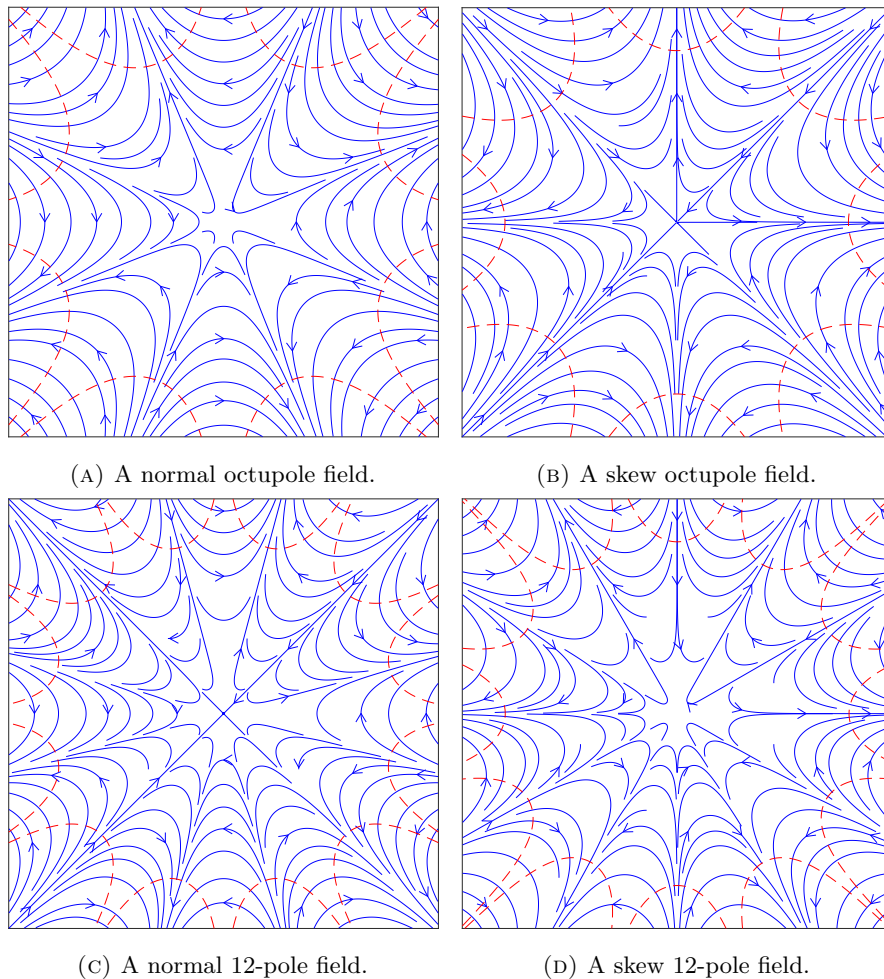 (A) A normal octupole field.
(B) A skew octupole field.
(C) A normal 12-pole field.
(D) A skew 12-pole field.